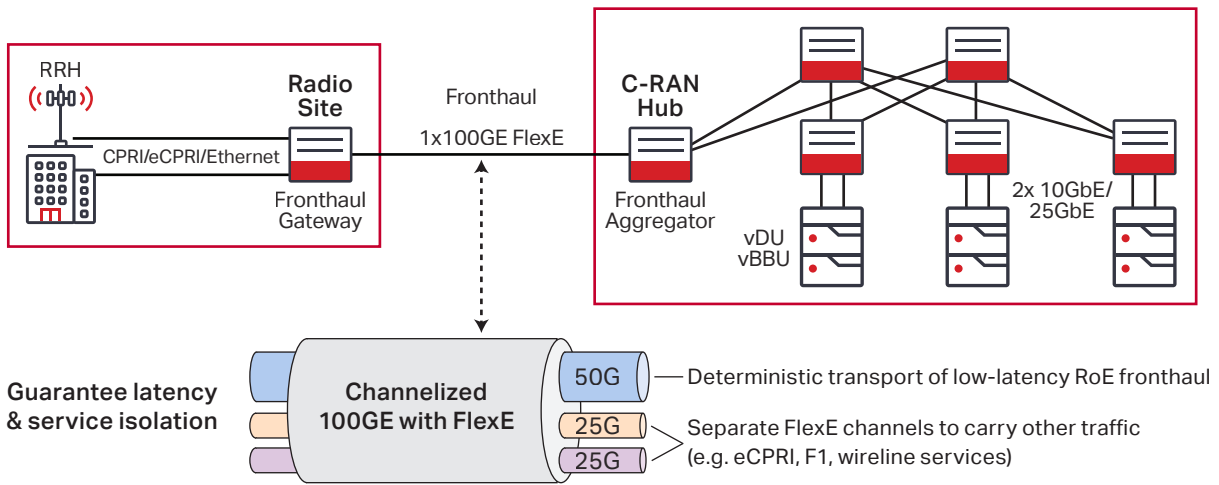 RRH
Radio
Site
CPRI/eCPRI/Ethernet
Fronthaul
Gateway
Fronthaul
1x100GE FlexE
C-RAN
Hub
Fronthaul
Aggregator
vDU
vBBU
2x 10GbE/
25GbE
Guarantee latency
& service isolation
Channelized
100GE with FlexE
50G
25G
25G
Deterministic transport of low-latency RoE fronthaul
Separate FlexE channels to carry other traffic
(e.g. eCPRI, F1, wireline services)